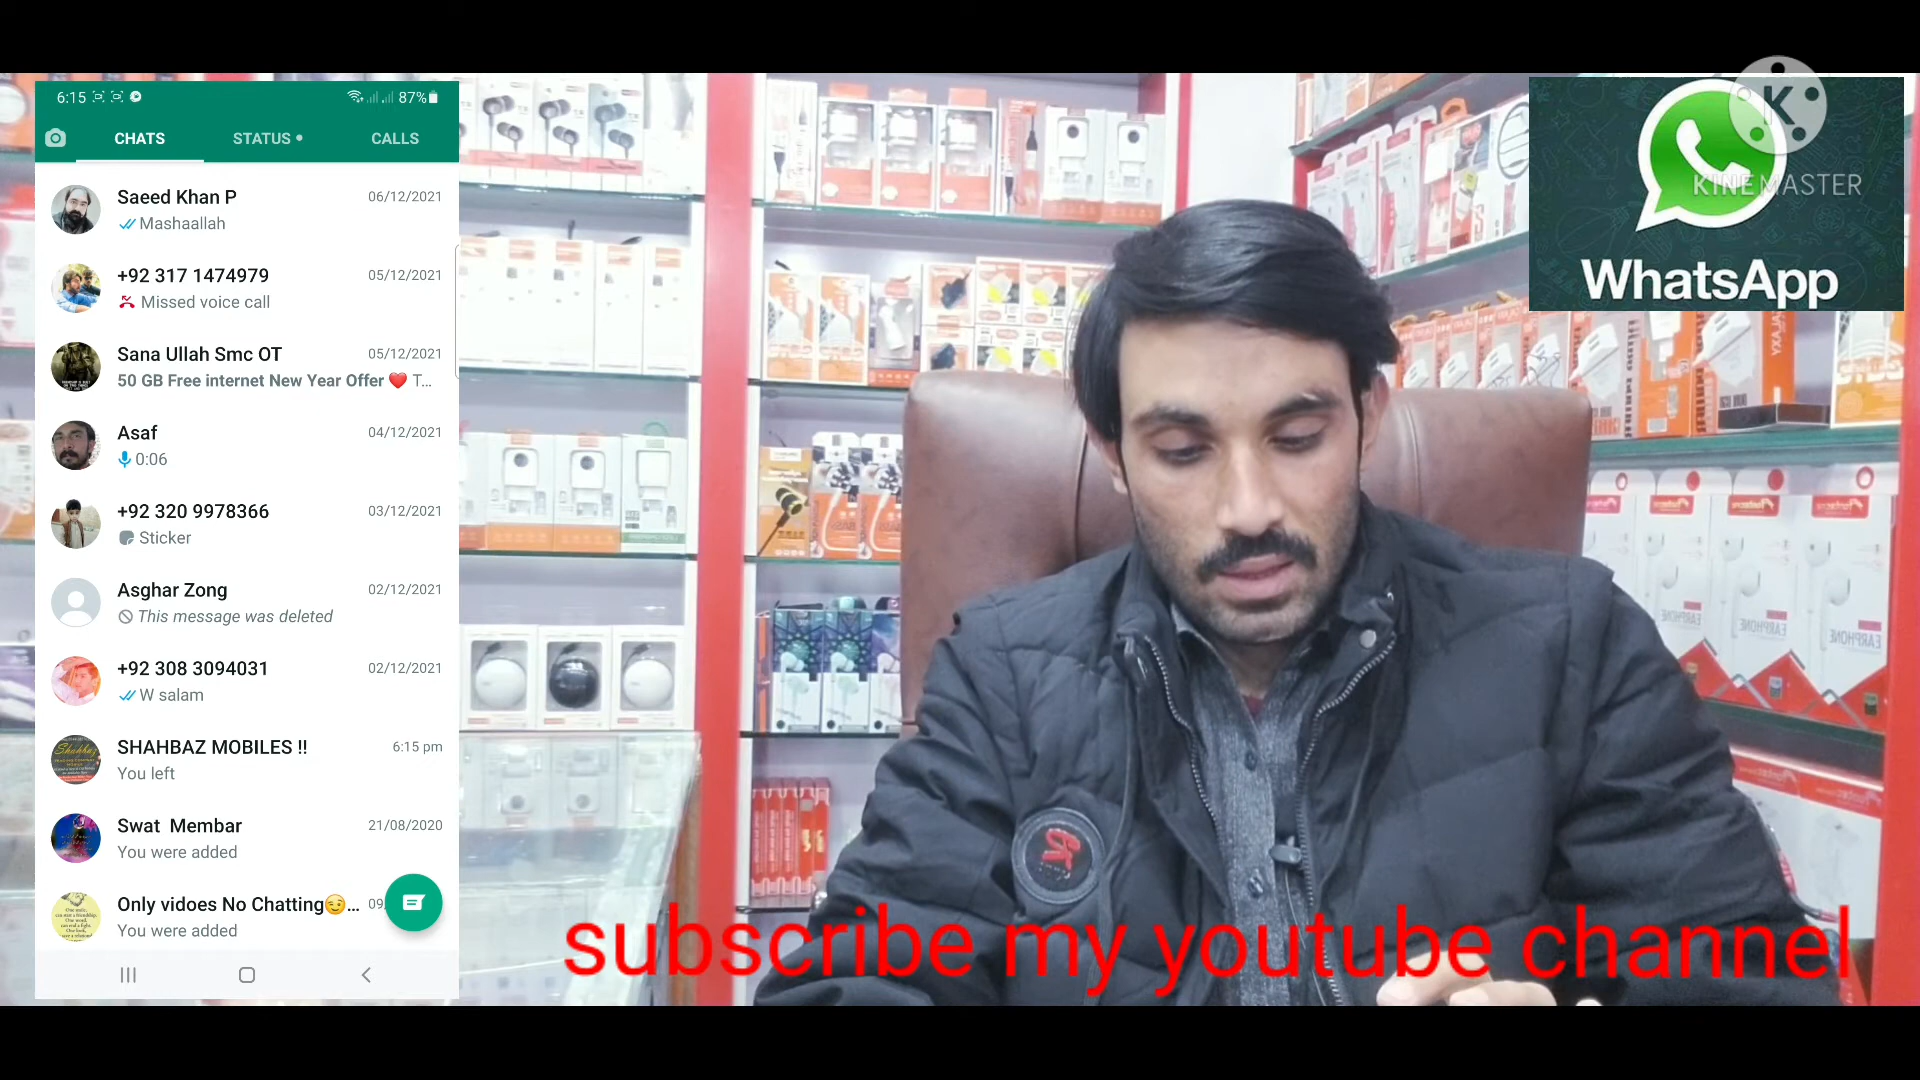 6:15
87%
CHATS
STATUS
CALLS
Saeed Khan P
06/12/2021
Mashaallah
+92 317 1474979
05/12/2021
Missed voice call
Sana Ullah Smc OT
05/12/2021
50 GB Free internet New Year Offer ❤️ T...
Asaf
04/12/2021
0:06
+92 320 9978366
03/12/2021
Sticker
Asghar Zong
02/12/2021
This message was deleted
+92 308 3094031
02/12/2021
W salam
SHAHBAZ MOBILES !!
6:15 pm
You left
Swat Membar
21/08/2020
You were added
Only vidoes No Chatting😉...
09
You were added
K
KINEMASTER
WhatsApp
EARPHONE
EARPHONE
EARPHONE
subscribe my youtube channel